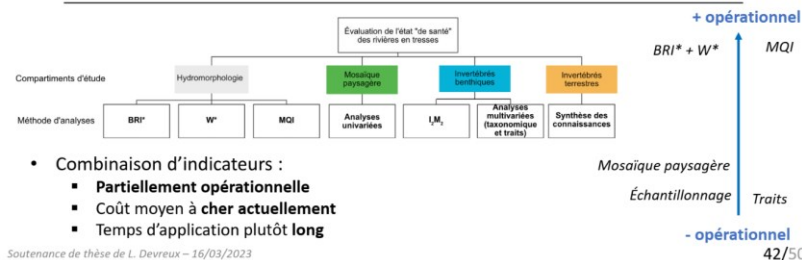 Évaluation de l'état "de santé"
des rivières en tresses
Compartiments d'étude
Hydromorphologie
Mosaïque
paysagère
Invertébrés
benthiques
Invertébrés
terrestres
Méthode d'analyses
BRI*
W*
MQI
Analyses
univariées
I₂M₂
Analyses
multivariées
(taxonomique
et traits)
Synthèse des
connaissances
• Combinaison d'indicateurs :
▪ Partiellement opérationnelle
▪ Coût moyen à cher actuellement
▪ Temps d'application plutôt long
+ opérationnel
BRI* + W*
MQI
Mosaïque paysagère
Échantillonnage
Traits
- opérationnel
Soutenance de thèse de L. Devreux – 16/03/2023
42/50